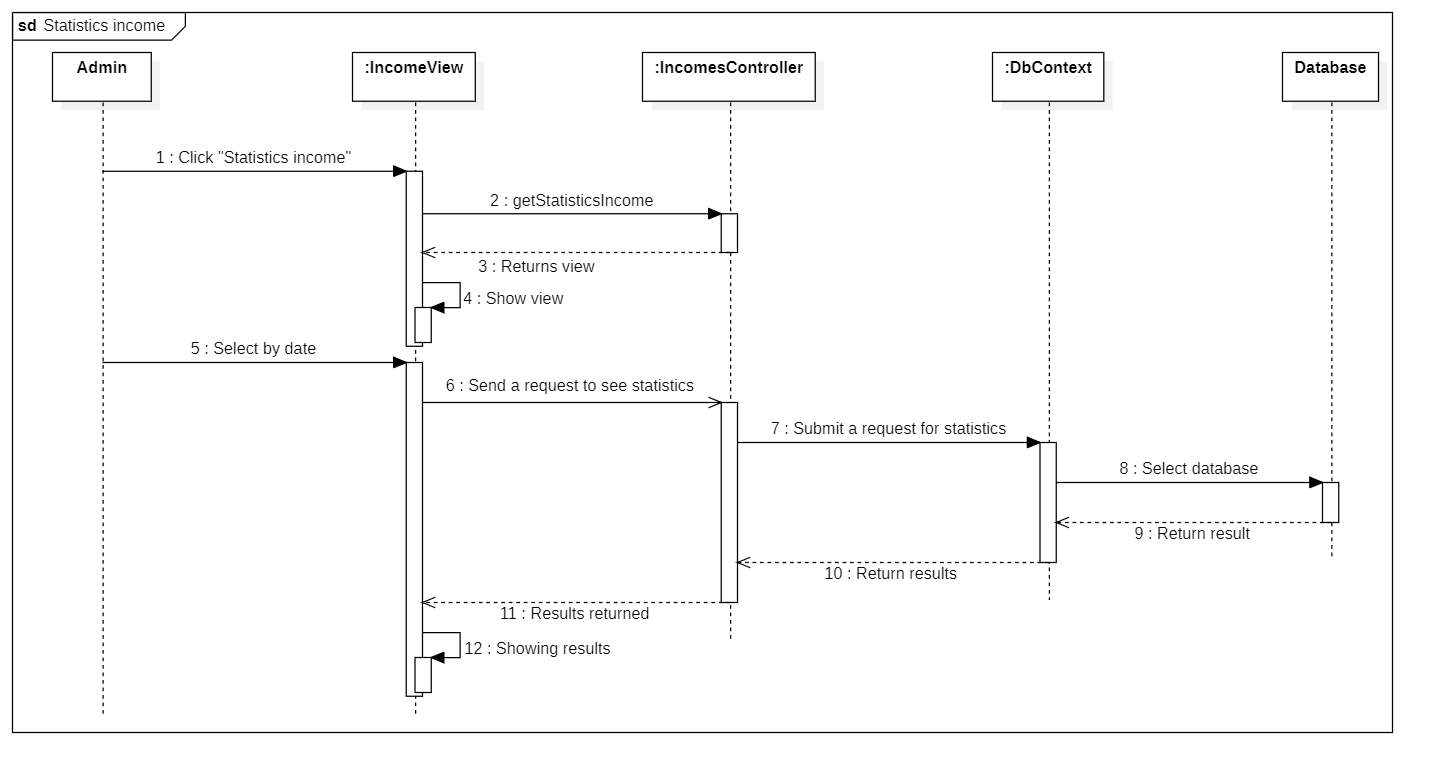 sd Statistics income
Admin
:IncomeView
:IncomesController
:DbContext
Database
1 : Click "Statistics income"
2 : getStatisticsIncome
3 : Returns view
4 : Show view
5 : Select by date
6 : Send a request to see statistics
7 : Submit a request for statistics
8 : Select database
9 : Return result
10 : Return results
11 : Results returned
12 : Showing results